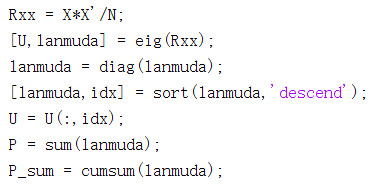 Rxx = X*X'/N;
[U,lanmuda] = eig(Rxx);
lanmuda = diag(lanmuda);
[lanmuda,idx] = sort(lanmuda,'descend');
U = U(:,idx);
P = sum(lanmuda);
P_sum = cumsum(lanmuda);